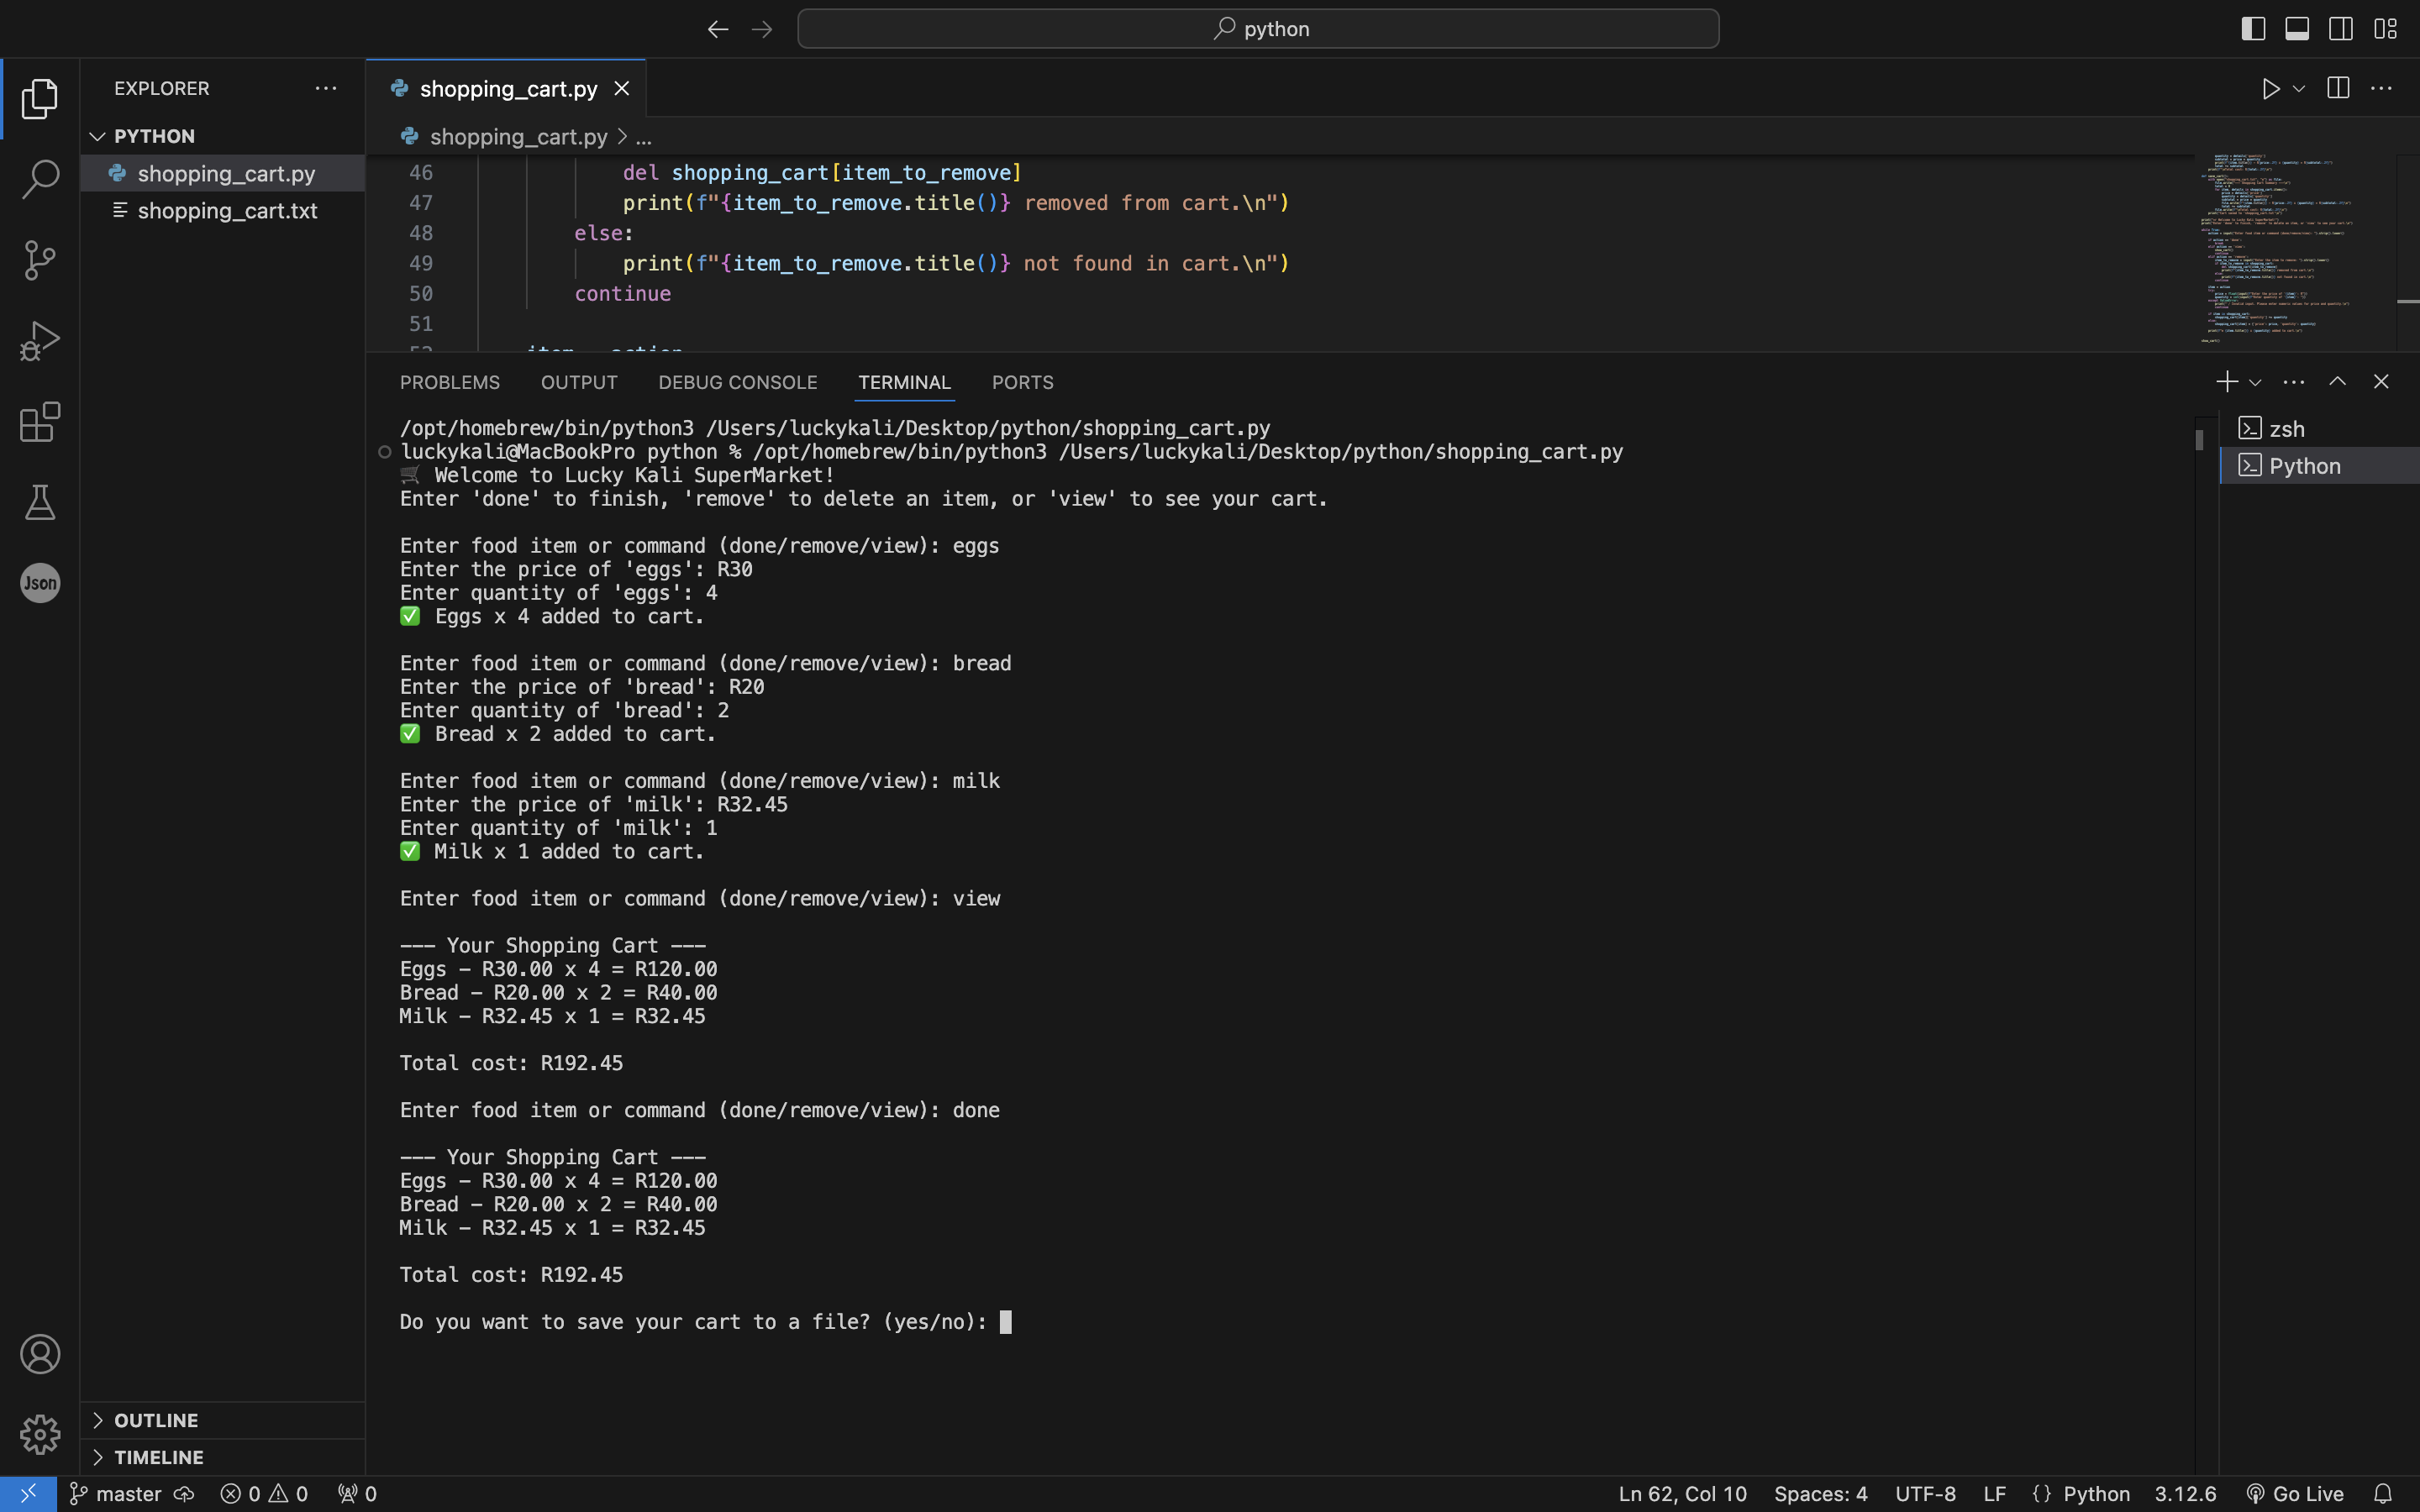 python
EXPLORER
PYTHON
shopping_cart.py
shopping_cart.txt
Json
OUTLINE
TIMELINE
shopping_cart.py
shopping_cart.py > ...
46 del shopping_cart[item_to_remove]
47 print(f"{item_to_remove.title()} removed from cart.\n")
48 else:
49 print(f"{item_to_remove.title()} not found in cart.\n")
50 continue
51
PROBLEMS OUTPUT DEBUG CONSOLE TERMINAL PORTS
/opt/homebrew/bin/python3 /Users/luckykali/Desktop/python/shopping_cart.py
luckykali@MacBookPro python % /opt/homebrew/bin/python3 /Users/luckykali/Desktop/python/shopping_cart.py
🛒 Welcome to Lucky Kali SuperMarket!
Enter 'done' to finish, 'remove' to delete an item, or 'view' to see your cart.
Enter food item or command (done/remove/view): eggs
Enter the price of 'eggs': R30
Enter quantity of 'eggs': 4
✅ Eggs x 4 added to cart.
Enter food item or command (done/remove/view): bread
Enter the price of 'bread': R20
Enter quantity of 'bread': 2
✅ Bread x 2 added to cart.
Enter food item or command (done/remove/view): milk
Enter the price of 'milk': R32.45
Enter quantity of 'milk': 1
✅ Milk x 1 added to cart.
Enter food item or command (done/remove/view): view
--- Your Shopping Cart ---
Eggs - R30.00 x 4 = R120.00
Bread - R20.00 x 2 = R40.00
Milk - R32.45 x 1 = R32.45
Total cost: R192.45
Enter food item or command (done/remove/view): done
--- Your Shopping Cart ---
Eggs - R30.00 x 4 = R120.00
Bread - R20.00 x 2 = R40.00
Milk - R32.45 x 1 = R32.45
Total cost: R192.45
Do you want to save your cart to a file? (yes/no):
zsh
Python
master 0 0 0 Ln 62, Col 10 Spaces: 4 UTF-8 LF {} Python 3.12.6 Go Live